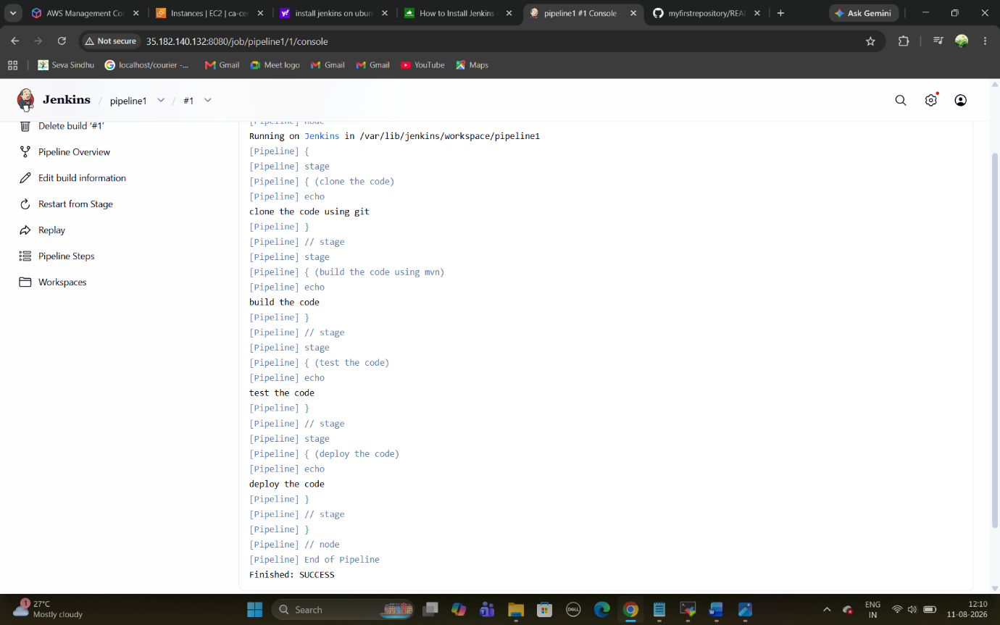 AWS Management Co
Instances | EC2 | ca-ce
install jenkins on ubun
How to Install Jenkins
pipeline1 #1 Console -
myfirstrepository/REA
Ask Gemini
Not secure
35.182.140.132:8080/job/pipeline1/1/console
Seva Sindhu
localhost/courier -...
Gmail
Meet logo
Gmail
Gmail
YouTube
Maps
Jenkins / pipeline1 / #1
Delete build '#1'
Pipeline Overview
Edit build information
Restart from Stage
Replay
Pipeline Steps
Workspaces
[Pipeline] node
Running on Jenkins in /var/lib/jenkins/workspace/pipeline1
[Pipeline] {
[Pipeline] stage
[Pipeline] { (clone the code)
[Pipeline] echo
clone the code using git
[Pipeline] }
[Pipeline] // stage
[Pipeline] stage
[Pipeline] { (build the code using mvn)
[Pipeline] echo
build the code
[Pipeline] }
[Pipeline] // stage
[Pipeline] stage
[Pipeline] { (test the code)
[Pipeline] echo
test the code
[Pipeline] }
[Pipeline] // stage
[Pipeline] stage
[Pipeline] { (deploy the code)
[Pipeline] echo
deploy the code
[Pipeline] }
[Pipeline] // stage
[Pipeline] }
[Pipeline] // node
[Pipeline] End of Pipeline
Finished: SUCCESS
1
27°C
Mostly cloudy
Search
DELL
ENG
IN
12:10
11-08-2026